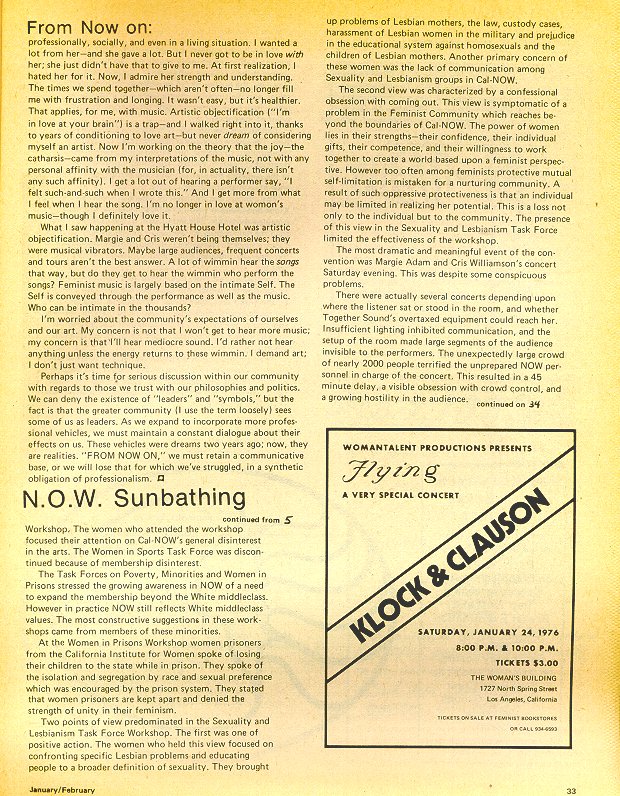 From Now on:
professionally, socially, and even in a living situation. I wanted a
lot from her—and she gave a lot. But I never got to be in love with
her; she just didn't have that to give to me. At first realization, I
hated her for it. Now, I admire her strength and understanding.
The times we spend together—which aren't often—no longer fill
me with frustration and longing. It wasn't easy, but it's healthier.
That applies, for me, with music. Artistic objectification ("I'm
in love at your brain") is a trap—and I walked right into it, thanks
to years of conditioning to love art—but never dream of considering
myself an artist. Now I'm working on the theory that the joy—the
catharsis—came from my interpretations of the music, not with any
personal affinity with the musician (for, in actuality, there isn't
any such affinity). I get a lot out of hearing a performer say, "I
felt such-and-such when I wrote this." And I get more from what
I feel when I hear the song. I'm no longer in love at womon's
music—though I definitely love it.
What I saw happening at the Hyatt House Hotel was artistic
objectification. Margie and Cris weren't being themselves; they
were musical vibrators. Maybe large audiences, frequent concerts
and tours aren't the best answer. A lot of wimmin hear the songs
that way, but do they get to hear the wimmin who perform the
songs? Feminist music is largely based on the intimate Self. The
Self is conveyed through the performance as well as the music.
Who can be intimate in the thousands?
I'm worried about the community's expectations of ourselves
and our art. My concern is not that I won't get to hear more music;
my concern is that I'll hear mediocre sound. I'd rather not hear
anything unless the energy returns to these wimmin. I demand art;
I don't just want technique.
Perhaps it's time for serious discussion within our community
with regards to those we trust with our philosophies and politics.
We can deny the existence of "leaders" and "symbols," but the
fact is that the greater community (I use the term loosely) sees
some of us as leaders. As we expand to incorporate more profes-
sional vehicles, we must maintain a constant dialogue about their
effects on us. These vehicles were dreams two years ago; now, they
are realities. "FROM NOW ON," we must retain a communicative
base, or we will lose that for which we've struggled, in a synthetic
obligation of professionalism.
N.O.W. Sunbathing
continued from 5
Workshop. The women who attended the workshop
focused their attention on Cal-NOW's general disinterest
in the arts. The Women in Sports Task Force was discon-
tinued because of membership disinterest.
The Task Forces on Poverty, Minorities and Women in
Prisons stressed the growing awareness in NOW of a need
to expand the membership beyond the White middleclass.
However in practice NOW still reflects White middleclass
values. The most constructive suggestions in these work-
shops came from members of these minorities.
At the Women in Prisons Workshop women prisoners
from the California Institute for Women spoke of losing
their children to the state while in prison. They spoke of
the isolation and segregation by race and sexual preference
which was encouraged by the prison system. They stated
that women prisoners are kept apart and denied the
strength of unity in their feminism.
Two points of view predominated in the Sexuality and
Lesbianism Task Force Workshop. The first was one of
positive action. The women who held this view focused on
confronting specific Lesbian problems and educating
people to a broader definition of sexuality. They brought
up problems of Lesbian mothers, the law, custody cases,
harassment of Lesbian women in the military and prejudice
in the educational system against homosexuals and the
children of Lesbian mothers. Another primary concern of
these women was the lack of communication among
Sexuality and Lesbianism groups in Cal-NOW.
The second view was characterized by a confessional
obsession with coming out. This view is symptomatic of a
problem in the Feminist Community which reaches be-
yond the boundaries of Cal-NOW. The power of women
lies in their strengths—their confidence, their individual
gifts, their competence, and their willingness to work
together to create a world based upon a feminist perspec-
tive. However too often among feminists protective mutual
self-limitation is mistaken for a nurturing community. A
result of such oppressive protectiveness is that an individual
may be limited in realizing her potential. This is a loss not
only to the individual but to the community. The presence
of this view in the Sexuality and Lesbianism Task Force
limited the effectiveness of the workshop.
The most dramatic and meaningful event of the con-
vention was Margie Adam and Cris Williamson's concert
Saturday evening. This was despite some conspicuous
problems.
There were actually several concerts depending upon
where the listener sat or stood in the room, and whether
Together Sound's overtaxed equipment could reach her.
Insufficient lighting inhibited communication, and the
setup of the room made large segments of the audience
invisible to the performers. The unexpectedly large crowd
of nearly 2000 people terrified the unprepared NOW per-
sonnel in charge of the concert. This resulted in a 45
minute delay, a visible obsession with crowd control, and
a growing hostility in the audience.
continued on 34
WOMANTALENT PRODUCTIONS PRESENTS
Flying
A VERY SPECIAL CONCERT
KLOCK & CLAUSON
SATURDAY, JANUARY 24, 1976
8:00 P.M. & 10:00 P.M.
TICKETS $3.00
THE WOMAN'S BUILDING
1727 North Spring Street
Los Angeles, California
TICKETS ON SALE AT FEMINIST BOOKSTORES
OR CALL 934-6593
January/February
33